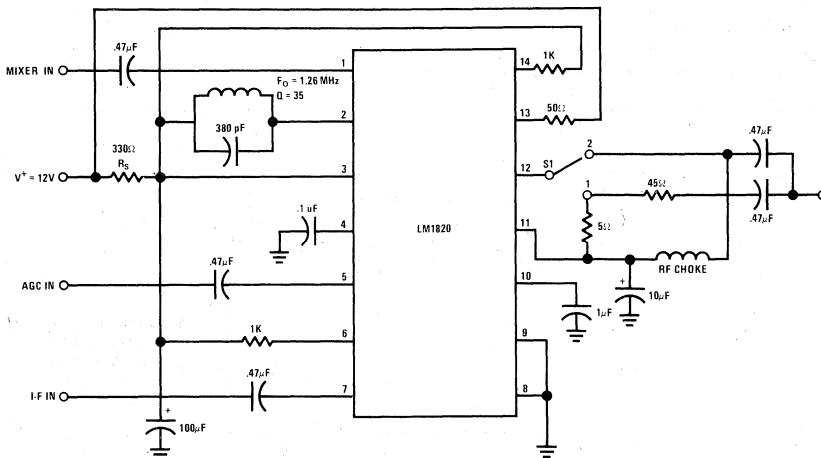 .47µF
MIXER IN
1
F_O = 1.26 MHz
Q = 35
380 pF
2
330Ω
R_S
V+ = 12V
3
.1 uF
4
.47µF
AGC IN
5
1K
6
.47µF
I-F IN
7
+
100µF
LM1820
14
1K
13
50Ω
12
S1
2
.47µF
1
45Ω
.47µF
5Ω
11
RF CHOKE
10
+
10µF
1µF
9
8